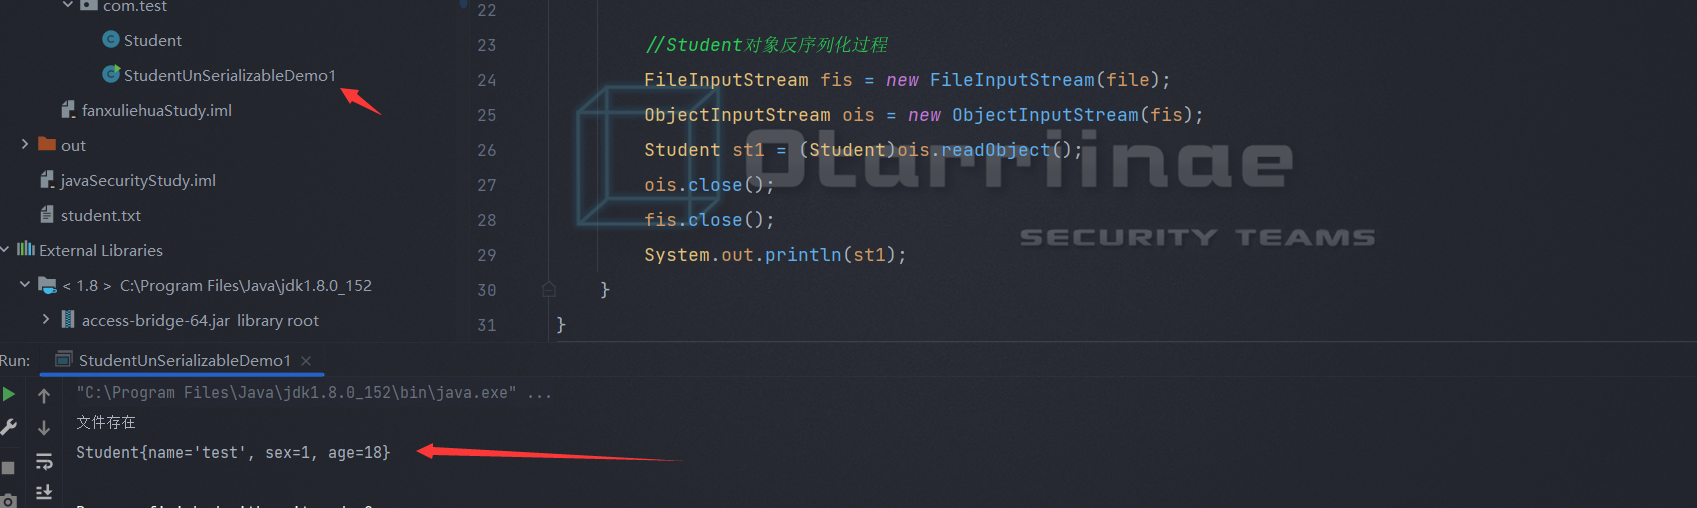 com.test
Student
StudentUnSerializableDemo1
fanxuliehuaStudy.iml
out
javaSecurityStudy.iml
student.txt
External Libraries
< 1.8 > C:\Program Files\Java\jdk1.8.0_152
access-bridge-64.jar library root
22
23 //Student对象反序列化过程
24 FileInputStream fis = new FileInputStream(file);
25 ObjectInputStream ois = new ObjectInputStream(fis);
26 Student st1 = (Student)ois.readObject();
27 ois.close();
28 fis.close();
29 System.out.println(st1);
30 }
31 }
Otarriinae
SECURITY TEAMS
Run: StudentUnSerializableDemo1
"C:\Program Files\Java\jdk1.8.0_152\bin\java.exe" ...
文件存在
Student{name='test', sex=1, age=18}